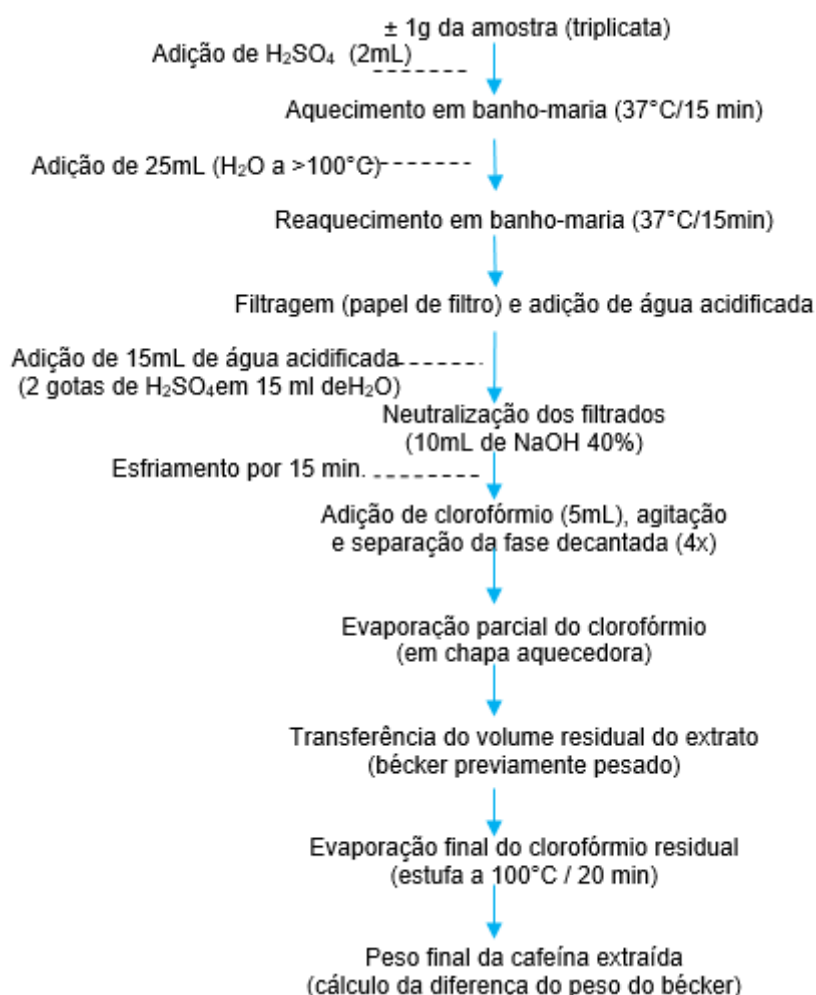 ± 1g da amostra (triplicata)
Adição de H₂SO₄ (2mL)
Aquecimento em banho-maria (37°C/15 min)
Adição de 25mL (H₂O a >100°C)
Reaquecimento em banho-maria (37°C/15min)
Filtragem (papel de filtro) e adição de água acidificada
Adição de 15mL de água acidificada
(2 gotas de H₂SO₄em 15 ml deH₂O)
Neutralização dos filtrados
(10mL de NaOH 40%)
Esfriamento por 15 min.
Adição de clorofórmio (5mL), agitação
e separação da fase decantada (4x)
Evaporação parcial do clorofórmio
(em chapa aquecedora)
Transferência do volume residual do extrato
(bécker previamente pesado)
Evaporação final do clorofórmio residual
(estufa a 100°C / 20 min)
Peso final da cafeína extraída
(cálculo da diferença do peso do bécker)